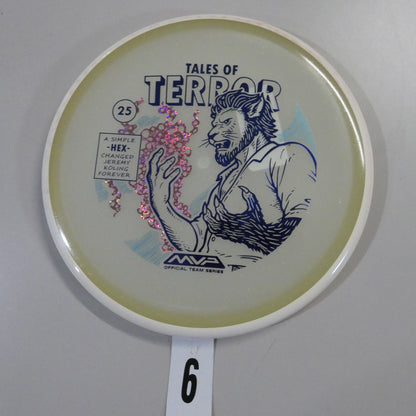 TALES OF
TERROR
25
A SIMPLE
-HEX-
CHANGED
JEREMY
KOLING
FOREVER
MVP
OFFICIAL TEAM SERIES
6